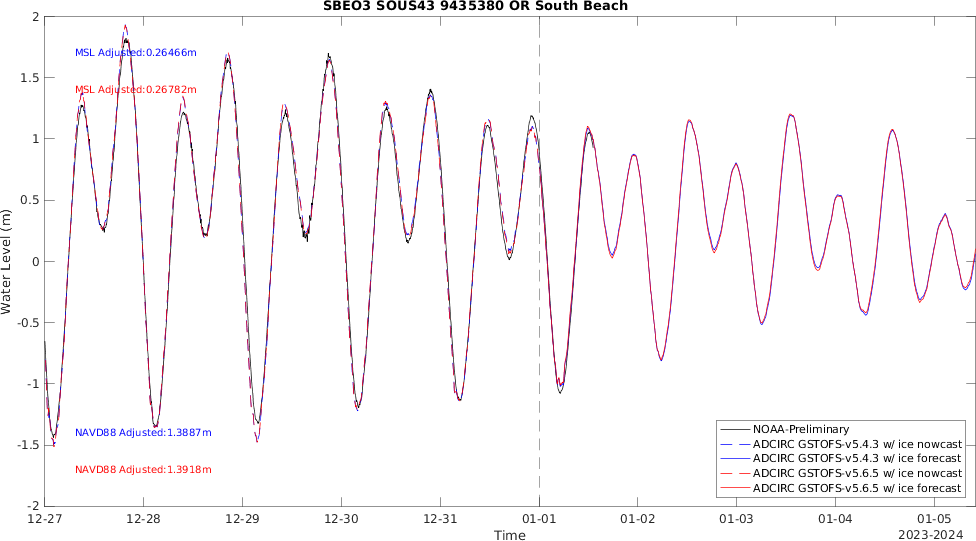 SBEO3 SOUS43 9435380 OR South Beach
2
1.5
1
0.5
0
-0.5
-1
-1.5
-2
Water Level (m)
MSL Adjusted:0.26466m
MSL Adjusted:0.26782m
NAVD88 Adjusted:1.3887m
NAVD88 Adjusted:1.3918m
NOAA-Preliminary
ADCIRC GSTOFS-v5.4.3 w/ ice nowcast
ADCIRC GSTOFS-v5.4.3 w/ ice forecast
ADCIRC GSTOFS-v5.6.5 w/ ice nowcast
ADCIRC GSTOFS-v5.6.5 w/ ice forecast
12-27 12-28 12-29 12-30 12-31 01-01 01-02 01-03 01-04 01-05
Time
2023-2024